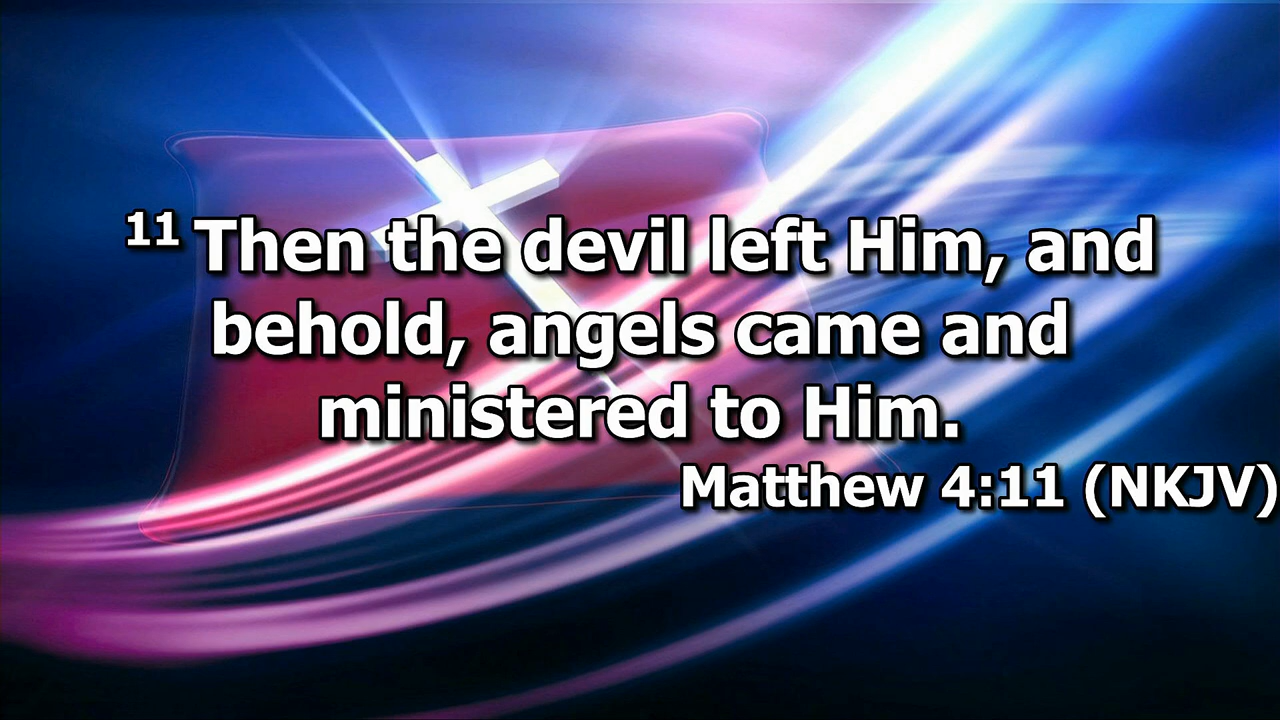 11 Then the devil left Him, and
behold, angels came and
ministered to Him.
Matthew 4:11 (NKJV)